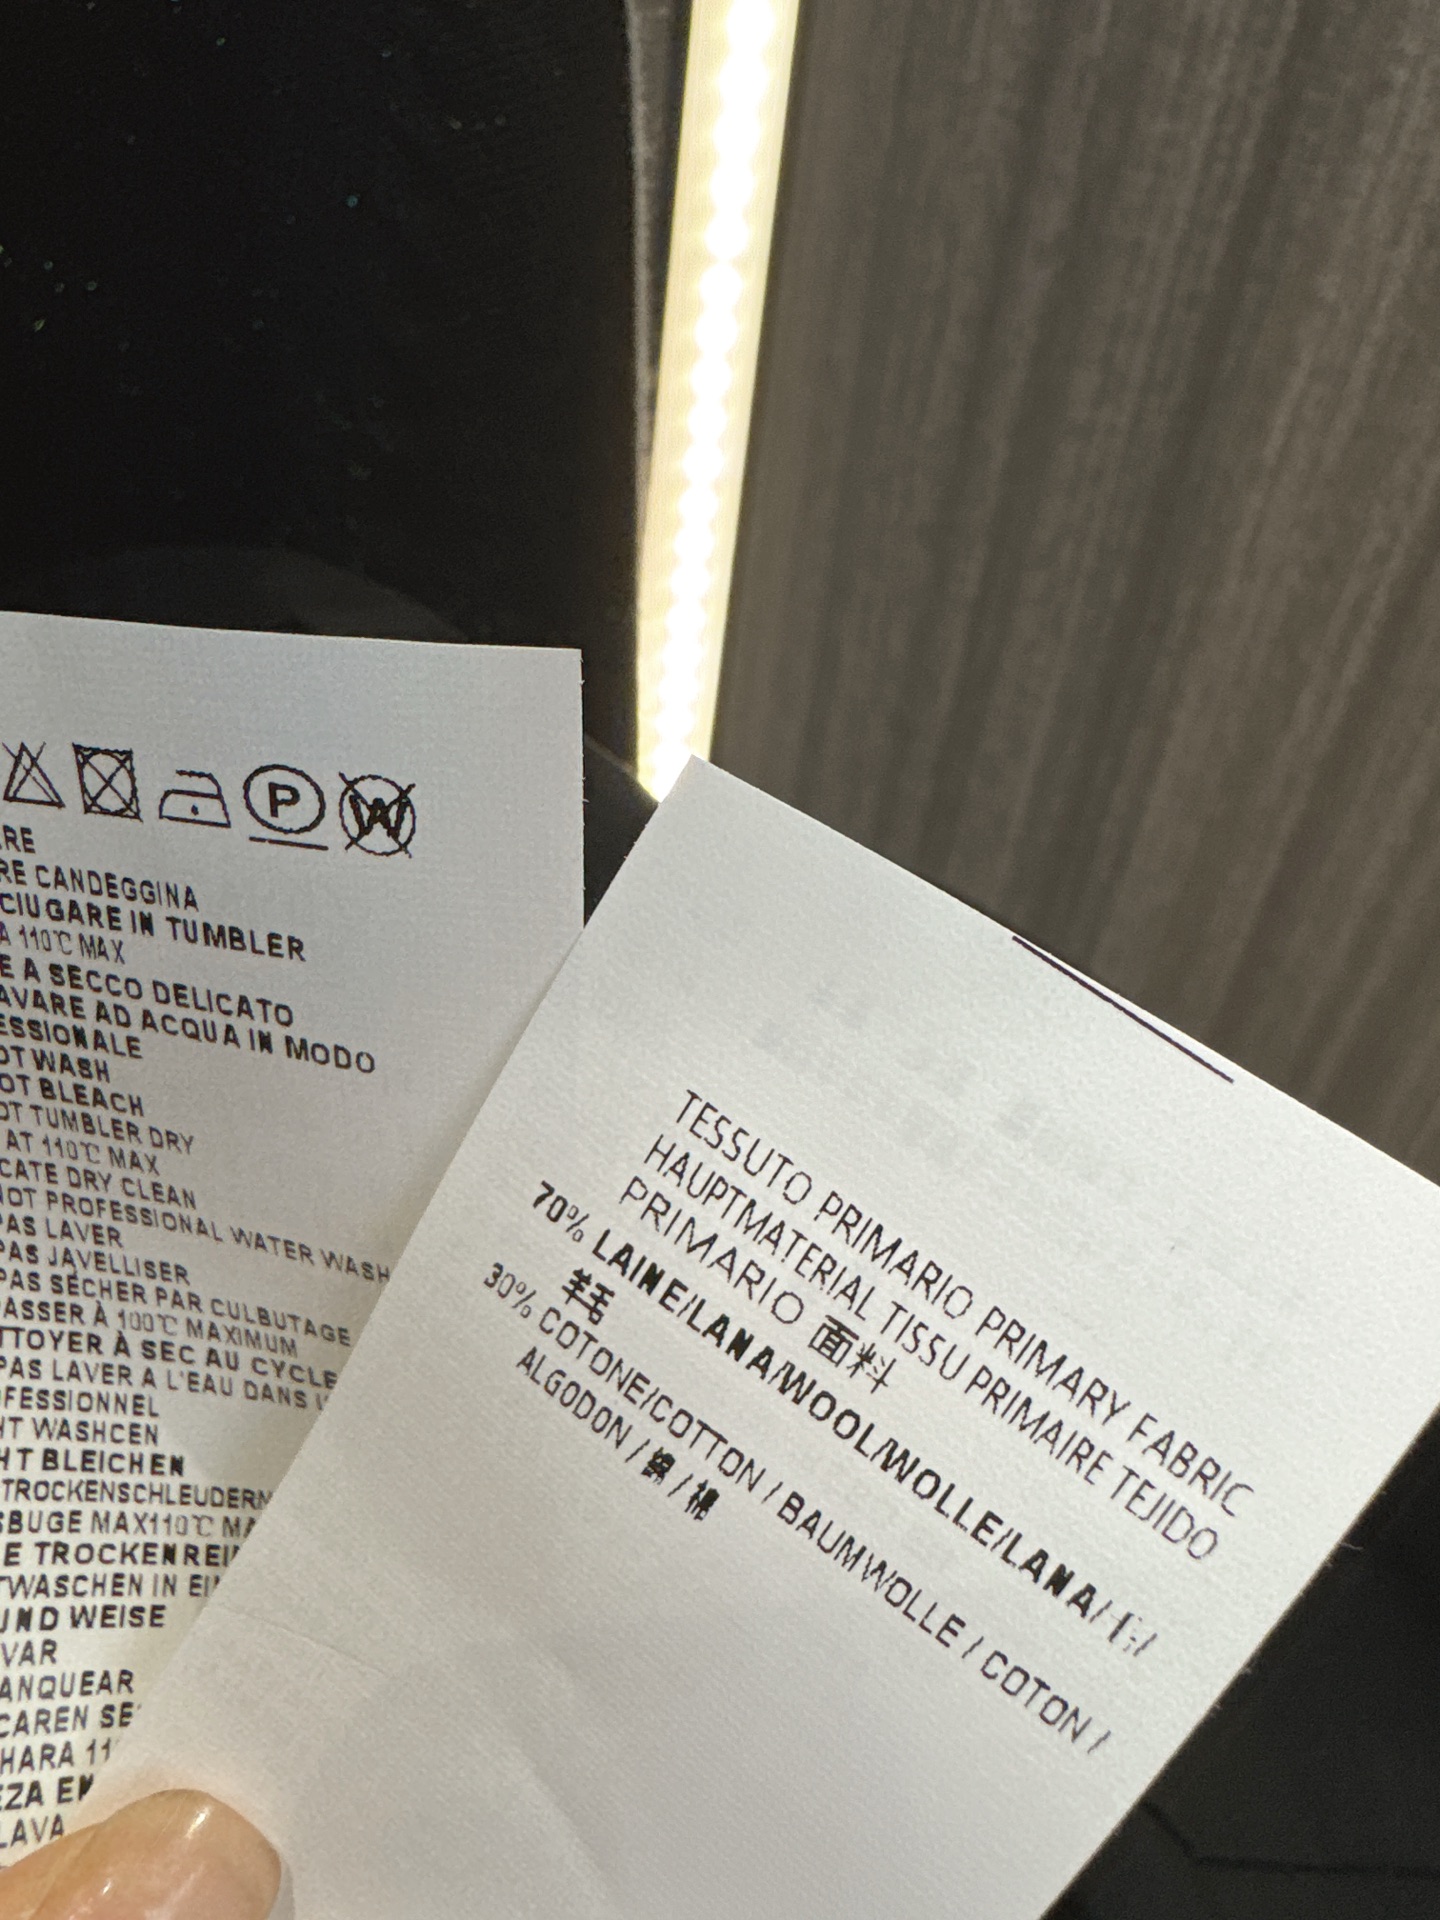 P
W
RE
RE CANDEGGINA
CIUGARE IN TUMBLER
A 110℃ MAX
E A SECCO DELICATO
AVARE AD ACQUA IN MODO
ESSIONALE
OT WASH
OT BLEACH
OT TUMBLER DRY
AT 110℃ MAX
CATE DRY CLEAN
NOT PROFESSIONAL WATER WASH
PAS LAVER
PAS JAVELLISER
PAS SÉCHER PAR CULBUTAGE
PASSER À 100℃ MAXIMUM
TTOYER À SEC AU CYCLE
PAS LAVER A L'EAU DANS
OFESSIONNEL
HT WASHCEN
HT BLEICHEN
TROCKENSCHLEUDERN
SBUGE MAX110℃ MA
E TROCKENREI
TWASCHEN IN EI
UND WEISE
VAR
ANQUEAR
CAREN SE
HARA 11
EZA EN
LAVA
TESSUTO PRIMARIO PRIMARY FABRIC
HAUPTMATERIAL TISSU PRIMAIRE TEJIDO
PRIMARIO 面料
70% LAINE/LANA/WOOL/WOLLE/LANA/
羊毛
30% COTONE/COTTON / BAUMWOLLE / COTON /
ALGODON / 綿 / 棉